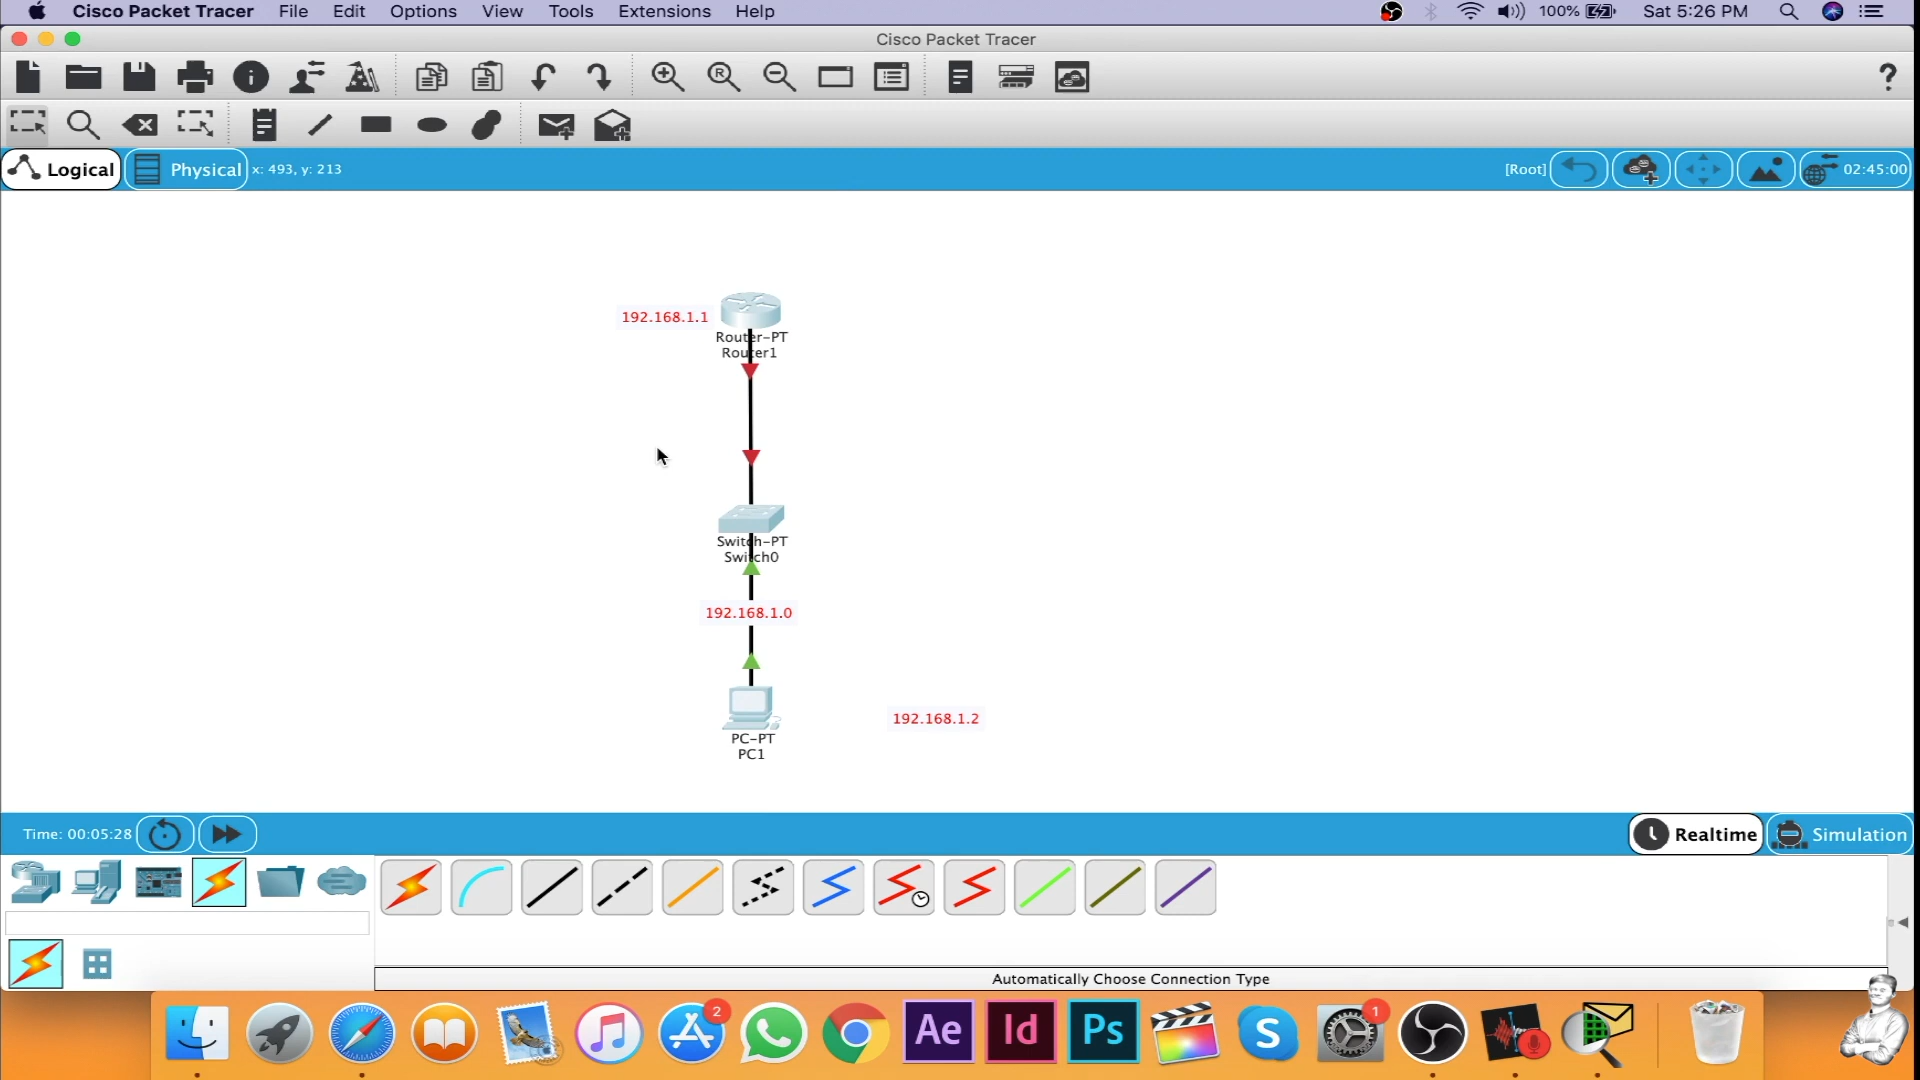 Cisco Packet Tracer File Edit Options View Tools Extensions Help 100% Sat 5:26 PM
Cisco Packet Tracer
R
?
Logical Physical x: 493, y: 213 [Root] 02:45:00
192.168.1.1
Router-PT
Router1
Switch-PT
Switch0
192.168.1.0
192.168.1.2
PC-PT
PC1
Time: 00:05:28 Realtime Simulation
Automatically Choose Connection Type
2 Ae Id Ps S 1